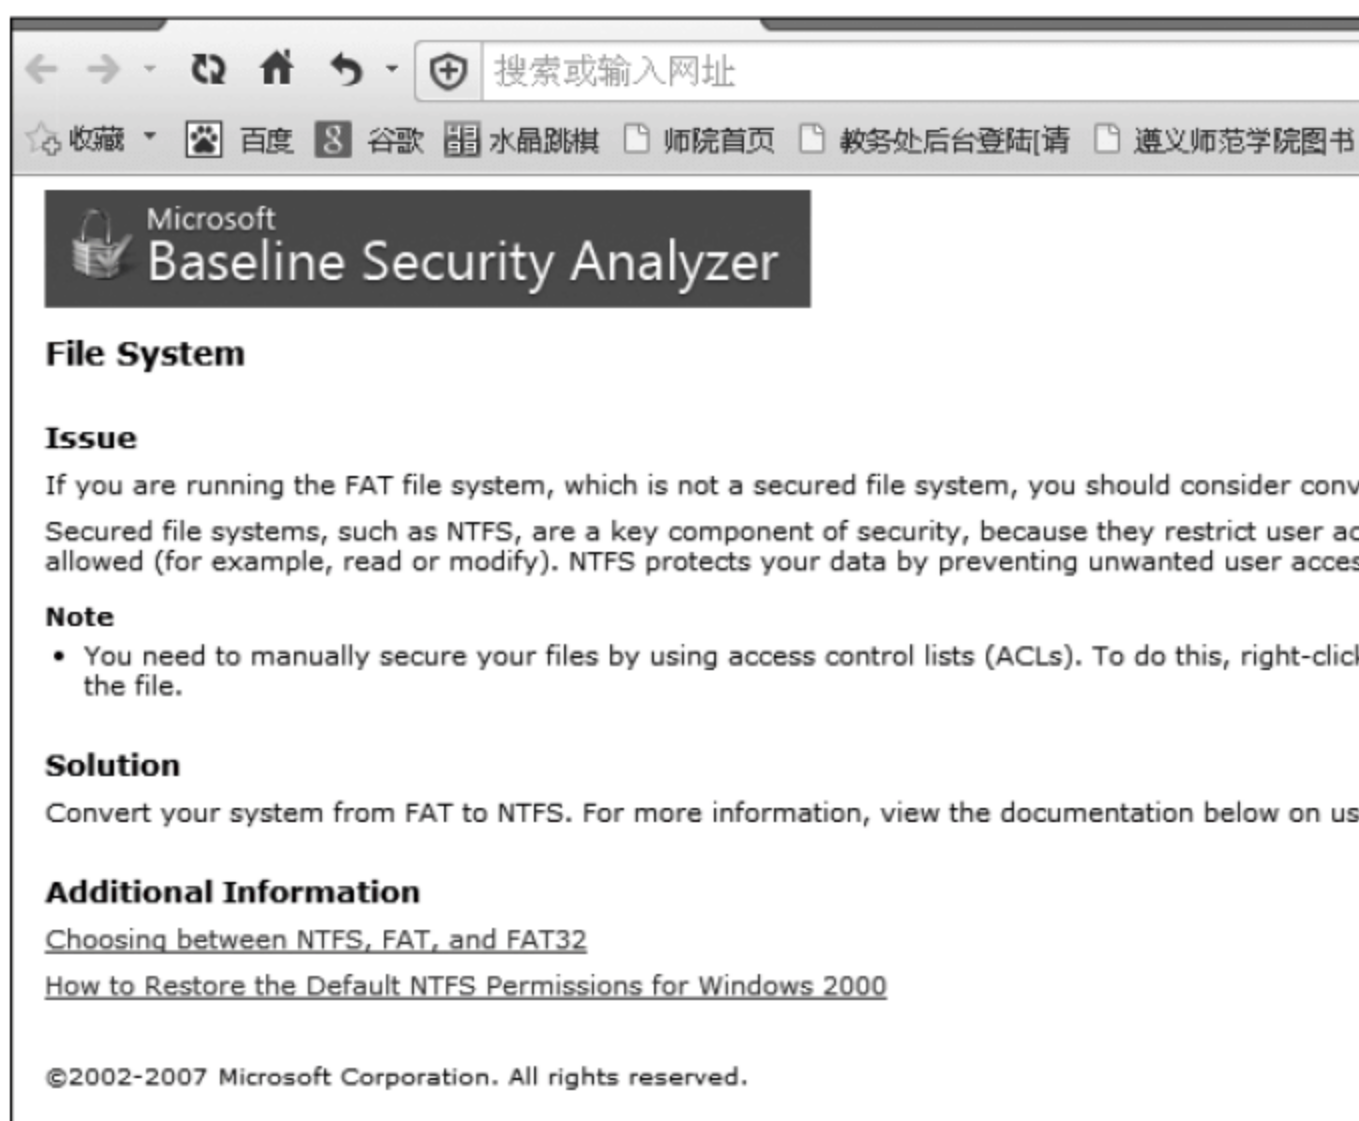 搜索或输入网址
收藏 百度 谷歌 水晶跳棋 师院首页 教务处后台登陆[请 遵义师范学院图书
Microsoft
Baseline Security Analyzer
File System
Issue
If you are running the FAT file system, which is not a secured file system, you should consider conv
Secured file systems, such as NTFS, are a key component of security, because they restrict user ac
allowed (for example, read or modify). NTFS protects your data by preventing unwanted user acces
Note
• You need to manually secure your files by using access control lists (ACLs). To do this, right-click
the file.
Solution
Convert your system from FAT to NTFS. For more information, view the documentation below on us
Additional Information
Choosing between NTFS, FAT, and FAT32
How to Restore the Default NTFS Permissions for Windows 2000
©2002-2007 Microsoft Corporation. All rights reserved.